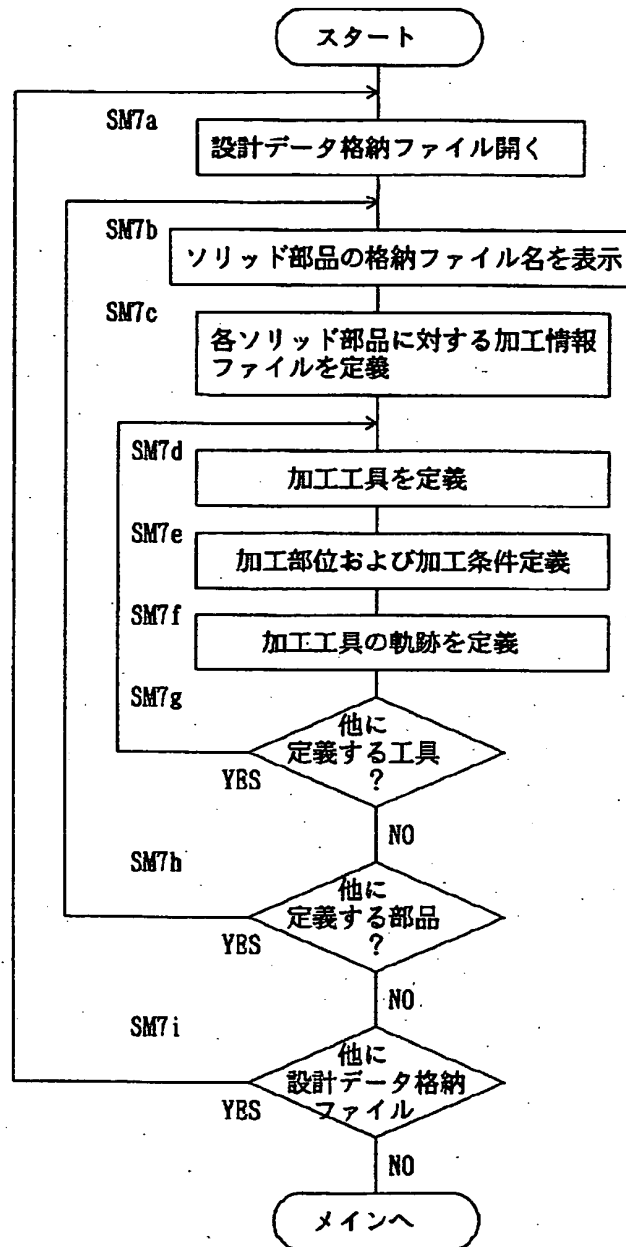 スタート
SM7a
設計データ格納ファイル開く
SM7b
ソリッド部品の格納ファイル名を表示
SM7c
各ソリッド部品に対する加工情報
ファイルを定義
SM7d
加工工具を定義
SM7e
加工部位および加工条件定義
SM7f
加工工具の軌跡を定義
SM7g
他に
定義する工具
?
YES
NO
SM7h
他に
定義する部品
?
YES
NO
SM7i
他に
設計データ格納
ファイル
YES
NO
メインへ